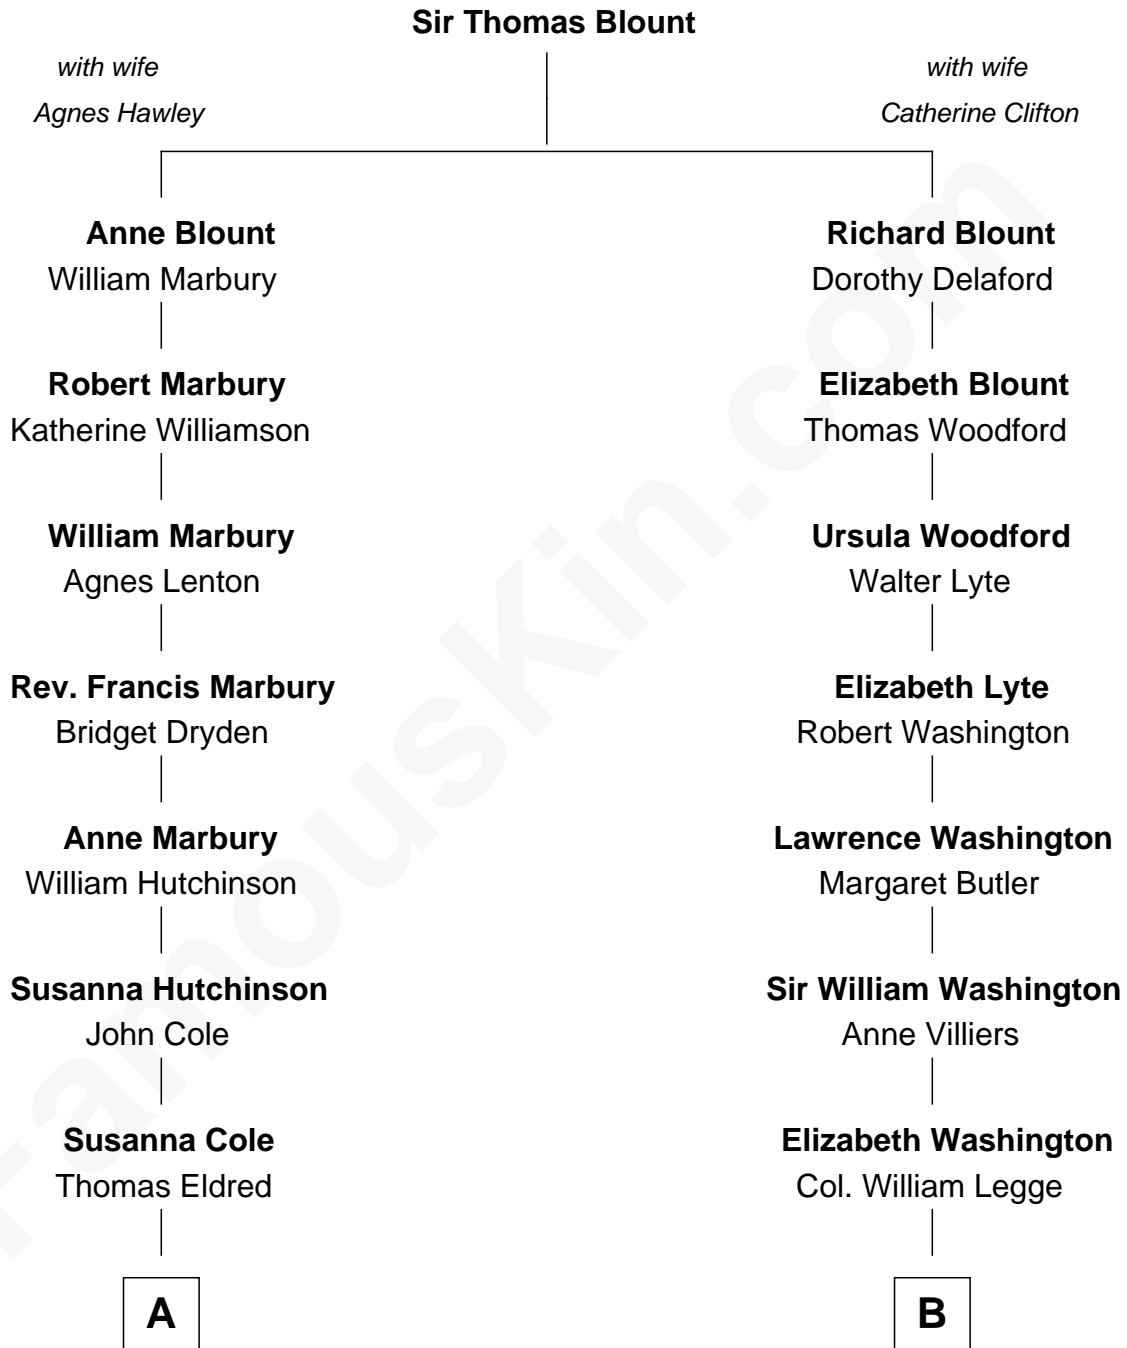 Sir Thomas Blount
with wife
Agnes Hawley
with wife
Catherine Clifton
Anne Blount
William Marbury
Richard Blount
Dorothy Delaford
Robert Marbury
Katherine Williamson
Elizabeth Blount
Thomas Woodford
William Marbury
Agnes Lenton
Ursula Woodford
Walter Lyte
Rev. Francis Marbury
Bridget Dryden
Elizabeth Lyte
Robert Washington
Anne Marbury
William Hutchinson
Lawrence Washington
Margaret Butler
Susanna Hutchinson
John Cole
Sir William Washington
Anne Villiers
Susanna Cole
Thomas Eldred
Elizabeth Washington
Col. William Legge
A
B
FamousKin.com